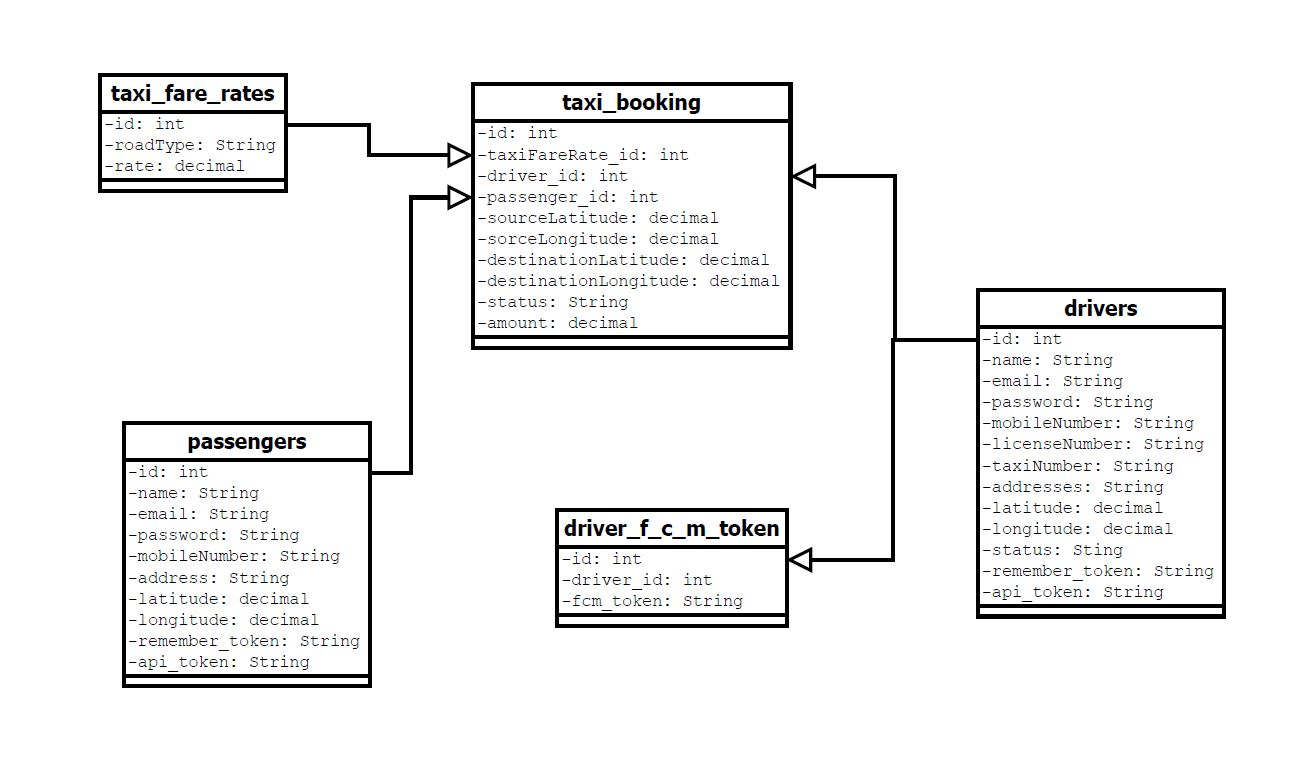 taxi_fare_rates
-id: int
-roadType: String
-rate: decimal
taxi_booking
-id: int
-taxiFareRate_id: int
-driver_id: int
-passenger_id: int
-sourceLatitude: decimal
-sorceLongitude: decimal
-destinationLatitude: decimal
-destinationLongitude: decimal
-status: String
-amount: decimal
drivers
-id: int
-name: String
-email: String
-password: String
-mobileNumber: String
-licenseNumber: String
-taxiNumber: String
-addresses: String
-latitude: decimal
-longitude: decimal
-status: Sting
-remember_token: String
-api_token: String
passengers
-id: int
-name: String
-email: String
-password: String
-mobileNumber: String
-address: String
-latitude: decimal
-longitude: decimal
-remember_token: String
-api_token: String
driver_f_c_m_token
-id: int
-driver_id: int
-fcm_token: String